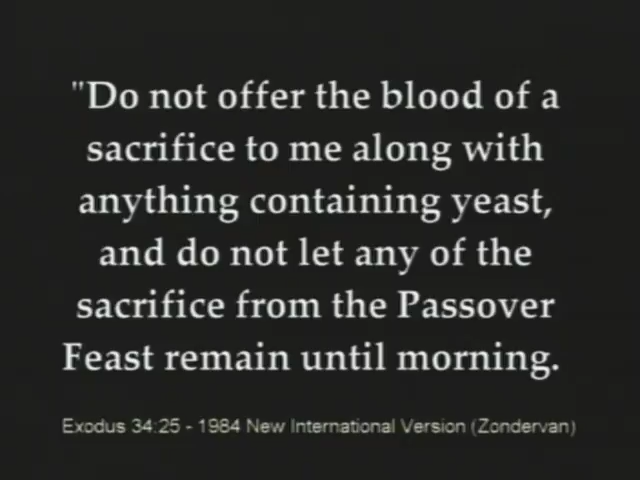 "Do not offer the blood of a
sacrifice to me along with
anything containing yeast,
and do not let any of the
sacrifice from the Passover
Feast remain until morning.
Exodus 34:25 - 1984 New International Version (Zondervan)